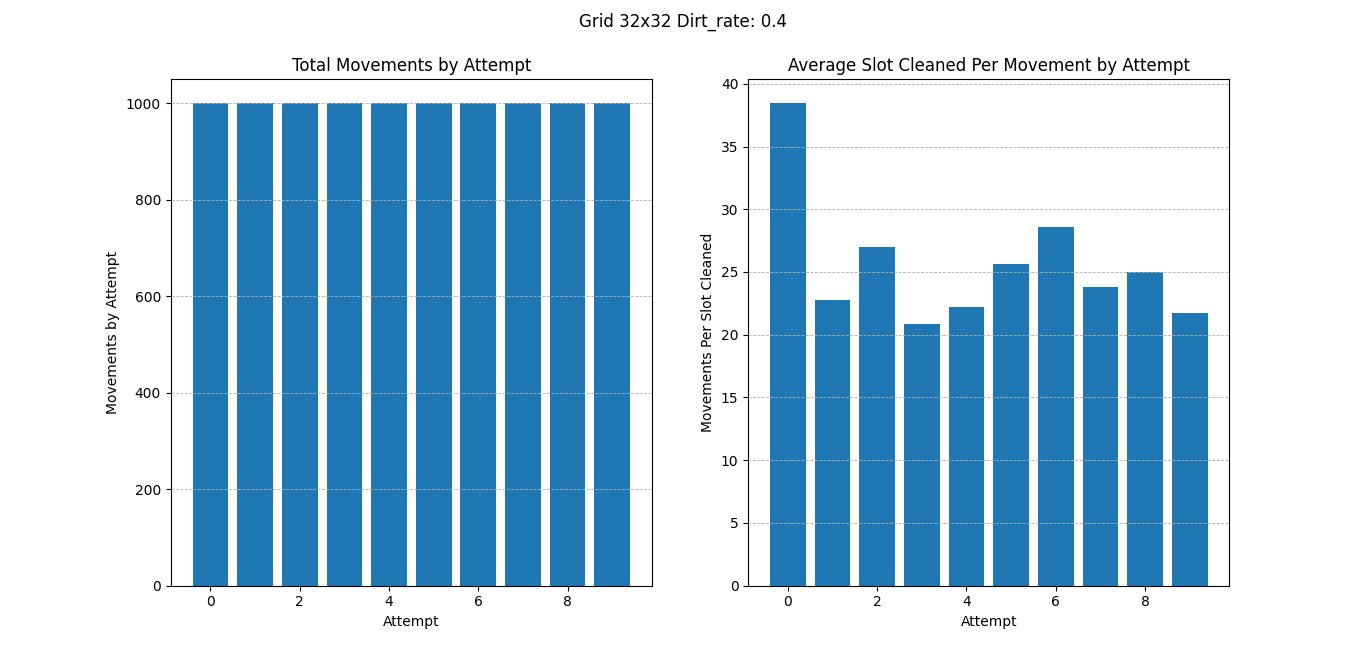 Grid 32x32 Dirt_rate: 0.4
Total Movements by Attempt
Movements by Attempt
1000
800
600
400
200
0
0 2 4 6 8
Attempt
Average Slot Cleaned Per Movement by Attempt
Movements Per Slot Cleaned
40
35
30
25
20
15
10
5
0
0 2 4 6 8
Attempt